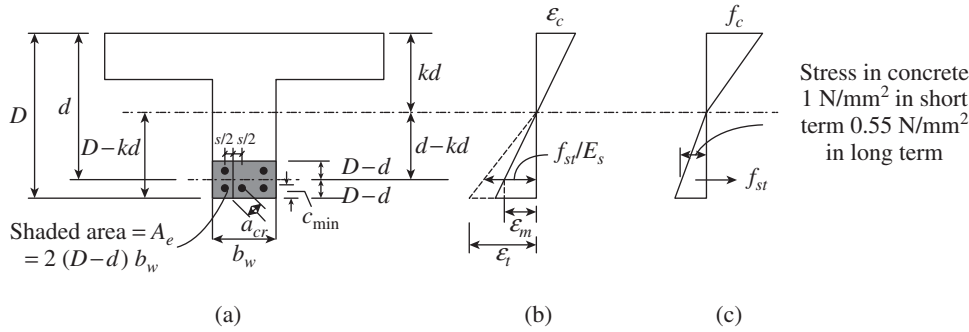 ε_c
f_c
kd
D
d
D−kd
s/2 s/2
D−d
D−d
d−kd
f_st/E_s
f_st
Stress in concrete
1 N/mm² in short
term 0.55 N/mm²
in long term
c_min
a_cr
b_w
ε_m
ε_t
Shaded area = A_e
= 2 (D−d) b_w
(a)
(b)
(c)